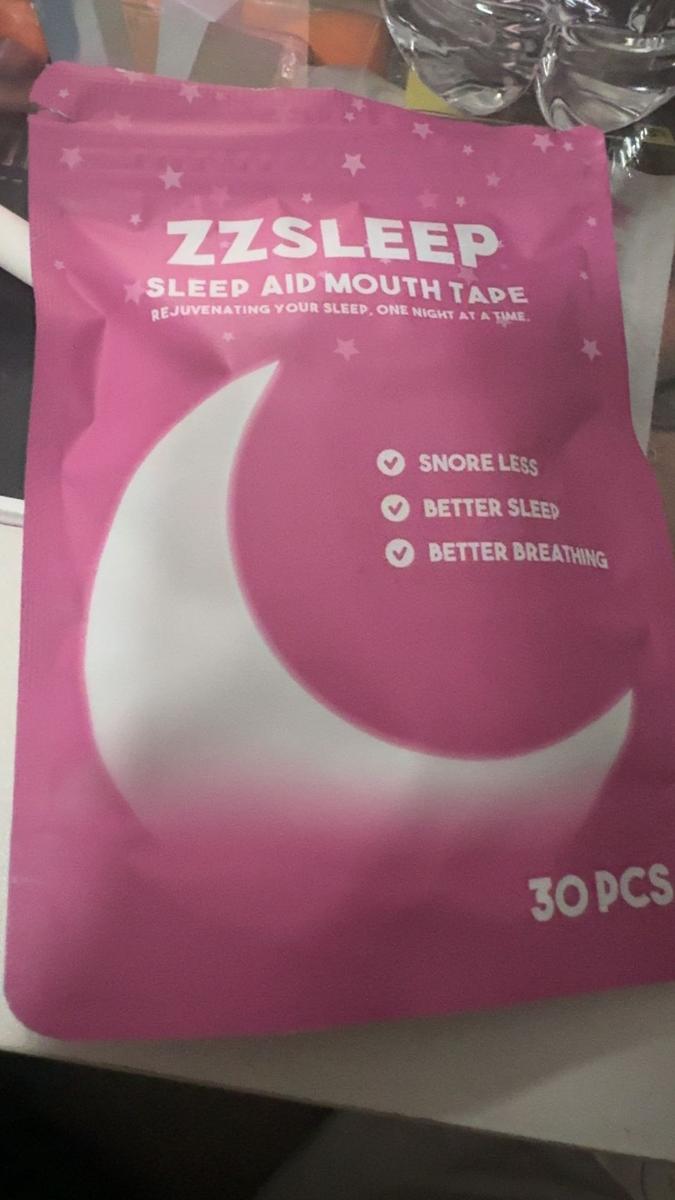 ZZSLEEP
SLEEP AID MOUTH TAPE
REJUVENATING YOUR SLEEP, ONE NIGHT AT A TIME.
SNORE LESS
BETTER SLEEP
BETTER BREATHING
30 PCS